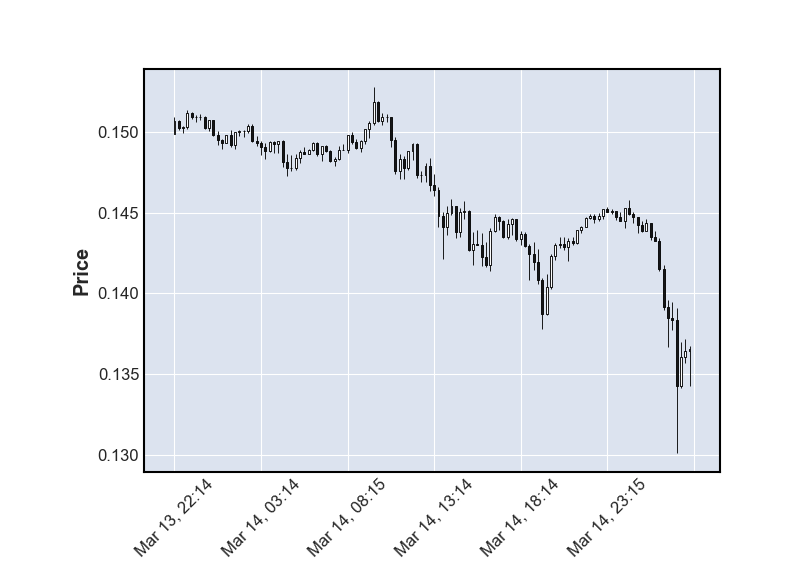 0.150
0.145
0.140
0.135
0.130
Price
Mar 13, 22:14
Mar 14, 03:14
Mar 14, 08:15
Mar 14, 13:14
Mar 14, 18:14
Mar 14, 23:15